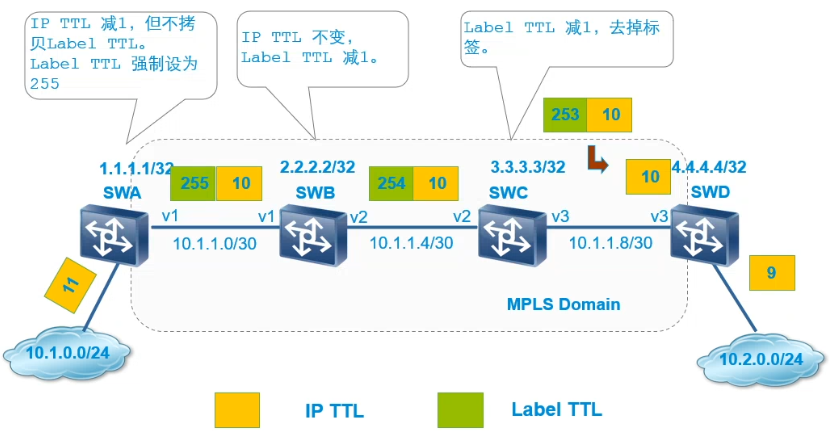 IP TTL 减1，但不拷
贝Label TTL。
Label TTL 强制设为
255
IP TTL 不变，
Label TTL 减1。
Label TTL 减1，去掉标
签。
253 10
1.1.1.1/32
SWA
255 10
2.2.2.2/32
SWB
254 10
3.3.3.3/32
SWC
10
4.4.4.4/32
SWD
v1
v1
v2
v2
v3
v3
10.1.1.0/30
10.1.1.4/30
10.1.1.8/30
11
9
MPLS Domain
10.1.0.0/24
10.2.0.0/24
IP TTL
Label TTL